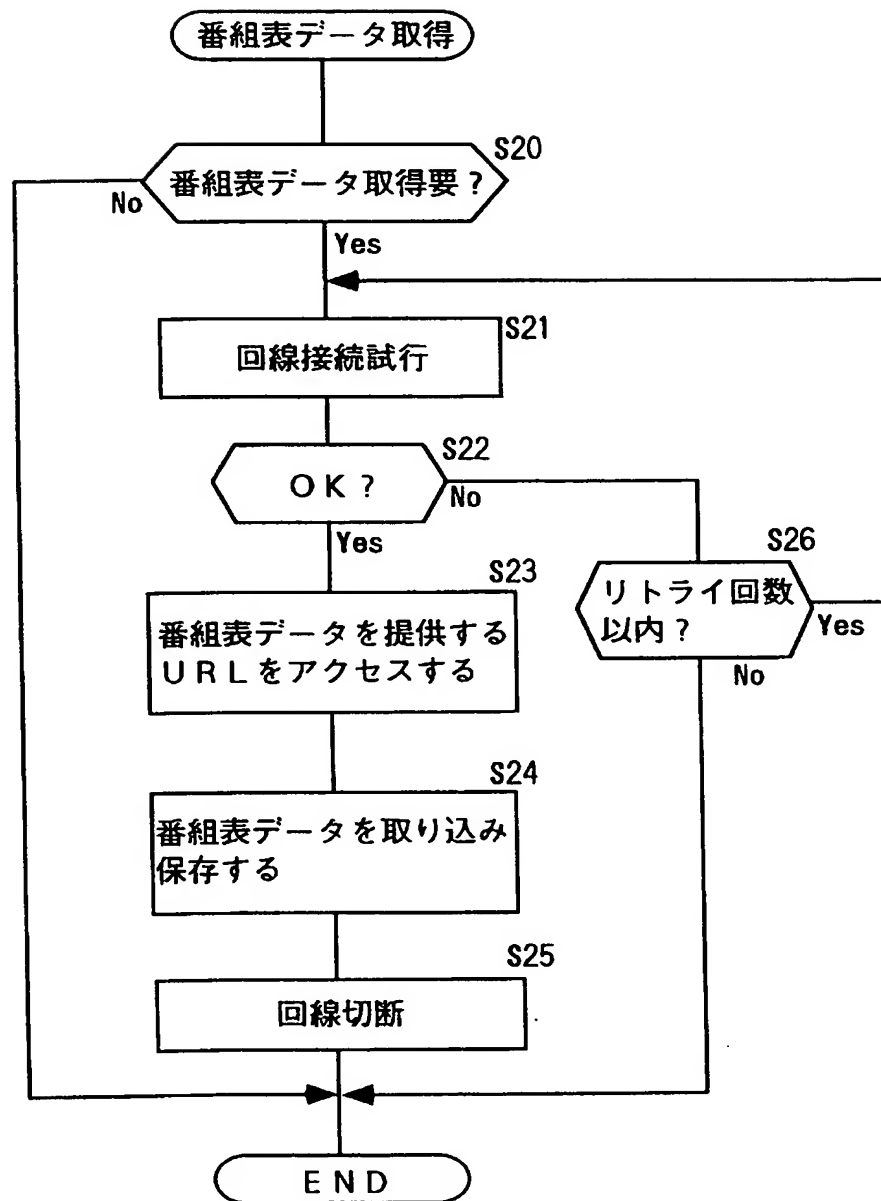 番組表データ取得
S20
番組表データ取得要?
No
Yes
S21
回線接続試行
S22
OK?
No
Yes
S26
リトライ回数
以内?
Yes
No
S23
番組表データを提供する
URLをアクセスする
S24
番組表データを取り込み
保存する
S25
回線切断
END